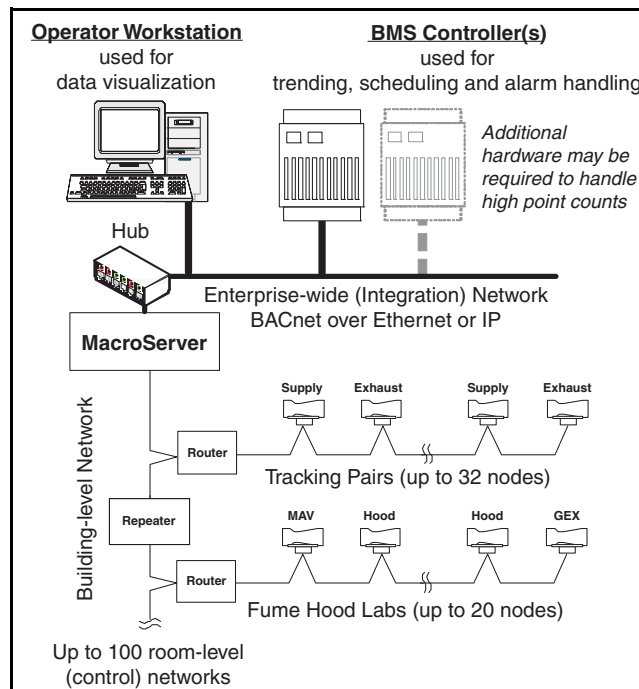 Operator Workstation
used for
data visualization
BMS Controller(s)
used for
trending, scheduling and alarm handling
Additional
hardware may be
required to handle
high point counts
Hub
Enterprise-wide (Integration) Network
BACnet over Ethernet or IP
MacroServer
Building-level Network
Supply
Exhaust
Supply
Exhaust
Router
Tracking Pairs (up to 32 nodes)
Repeater
MAV
Hood
Hood
GEX
Router
Fume Hood Labs (up to 20 nodes)
Up to 100 room-level
(control) networks